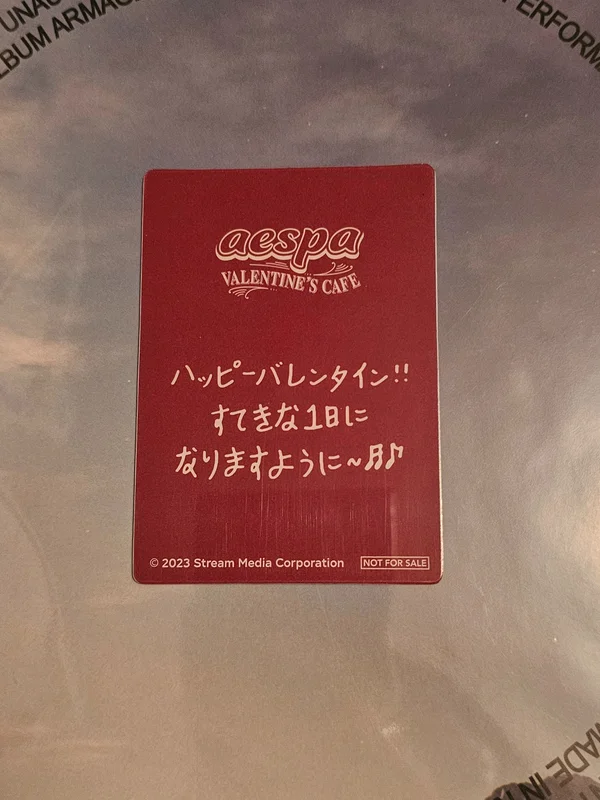 UNAU
ALBUM ARMAG
PERFORM
aespa
VALENTINE'S CAFE
ハッピーバレンタイン!!
すてきな1日に
なりますように~♬♪
© 2023 Stream Media Corporation
NOT FOR SALE
MADE IN